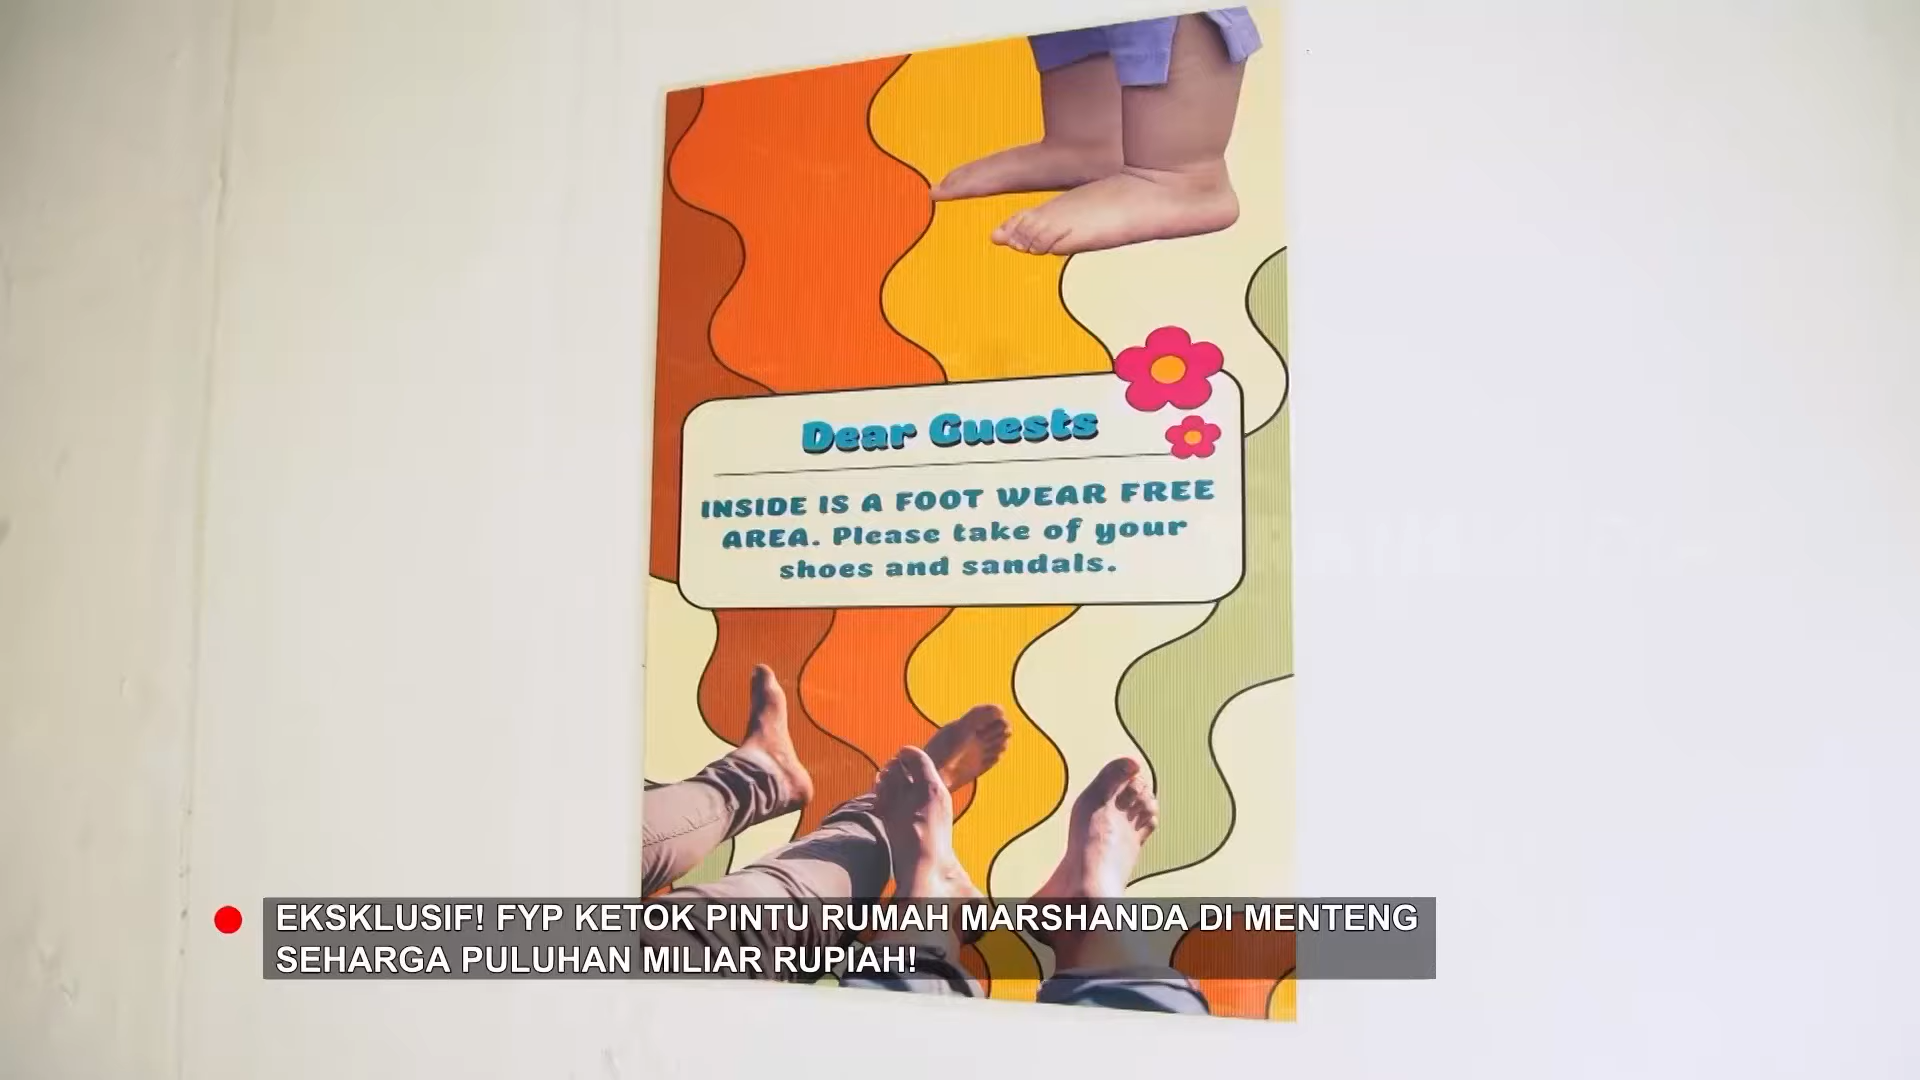 Dear Guests
INSIDE IS A FOOT WEAR FREE
AREA. Please take of your
shoes and sandals.
EKSKLUSIF! FYP KETOK PINTU RUMAH MARSHANDA DI MENTENG
SEHARGA PULUHAN MILIAR RUPIAH!